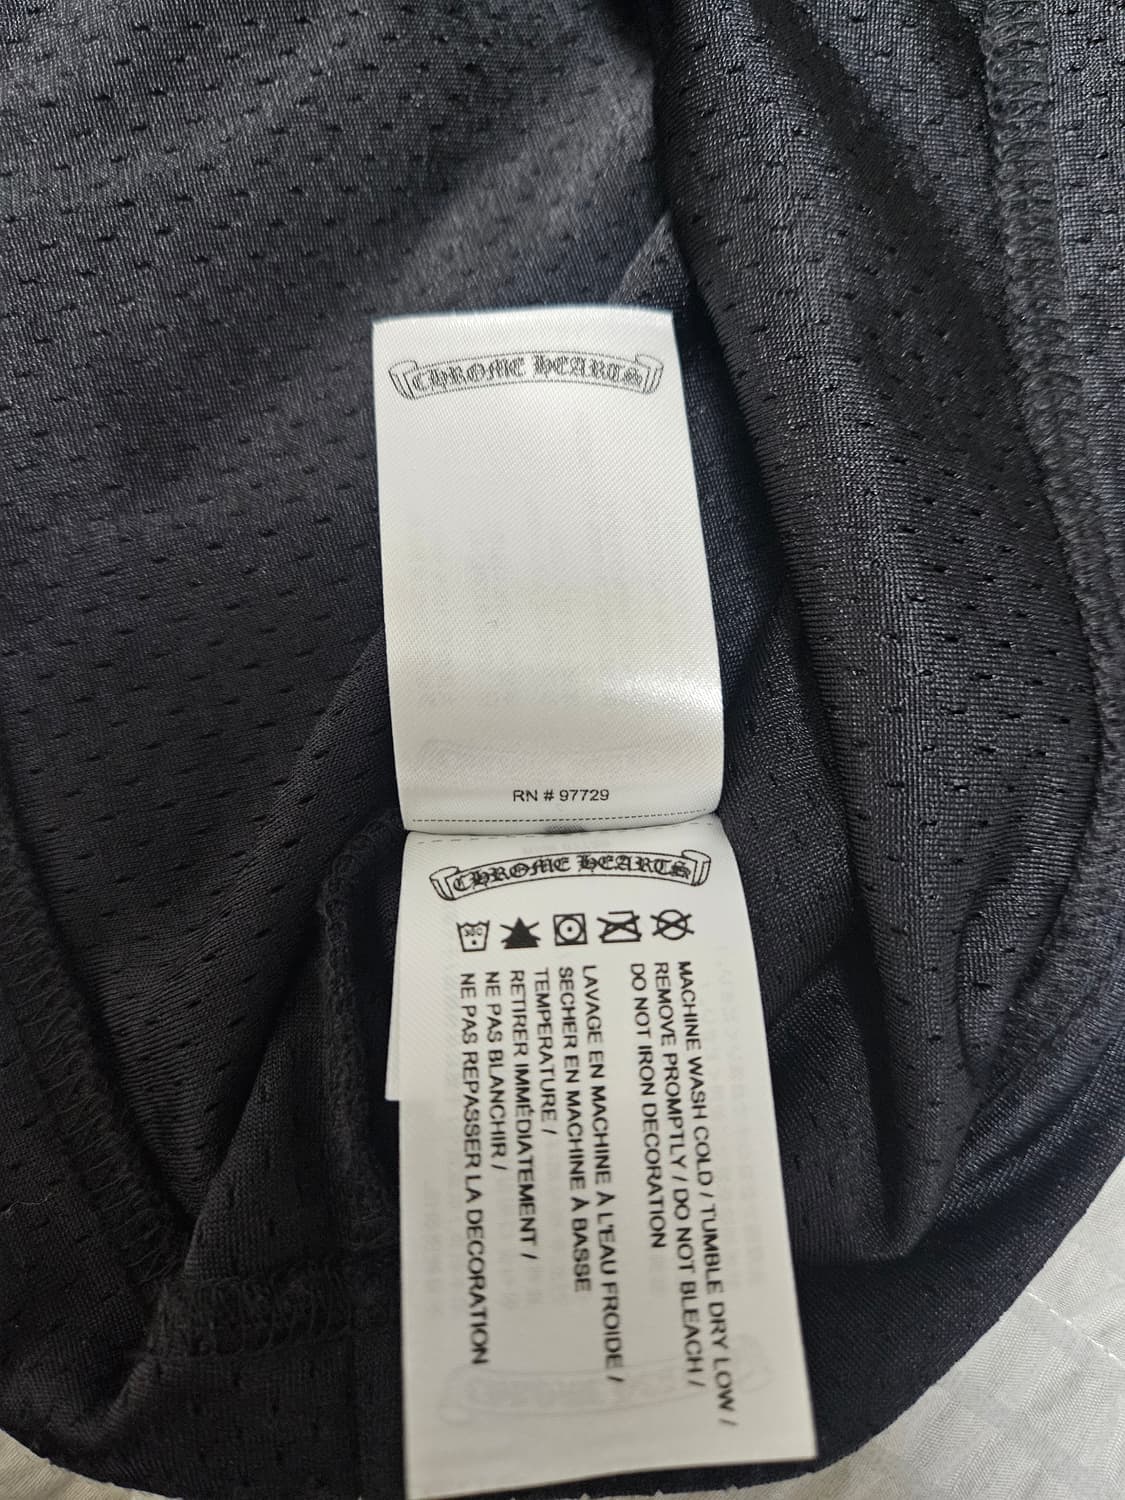 CHROME HEARTS
RN # 97729
CHROME HEARTS
30
MACHINE WASH COLD / TUMBLE DRY LOW /
REMOVE PROMPTLY / DO NOT BLEACH /
DO NOT IRON DECORATION
LAVAGE EN MACHINE À L'EAU FROIDE /
SECHER EN MACHINE À BASSE
TEMPERATURE /
RETIRER IMMÉDIATEMENT /
NE PAS BLANCHIR /
NE PAS REPASSER LA DECORATION